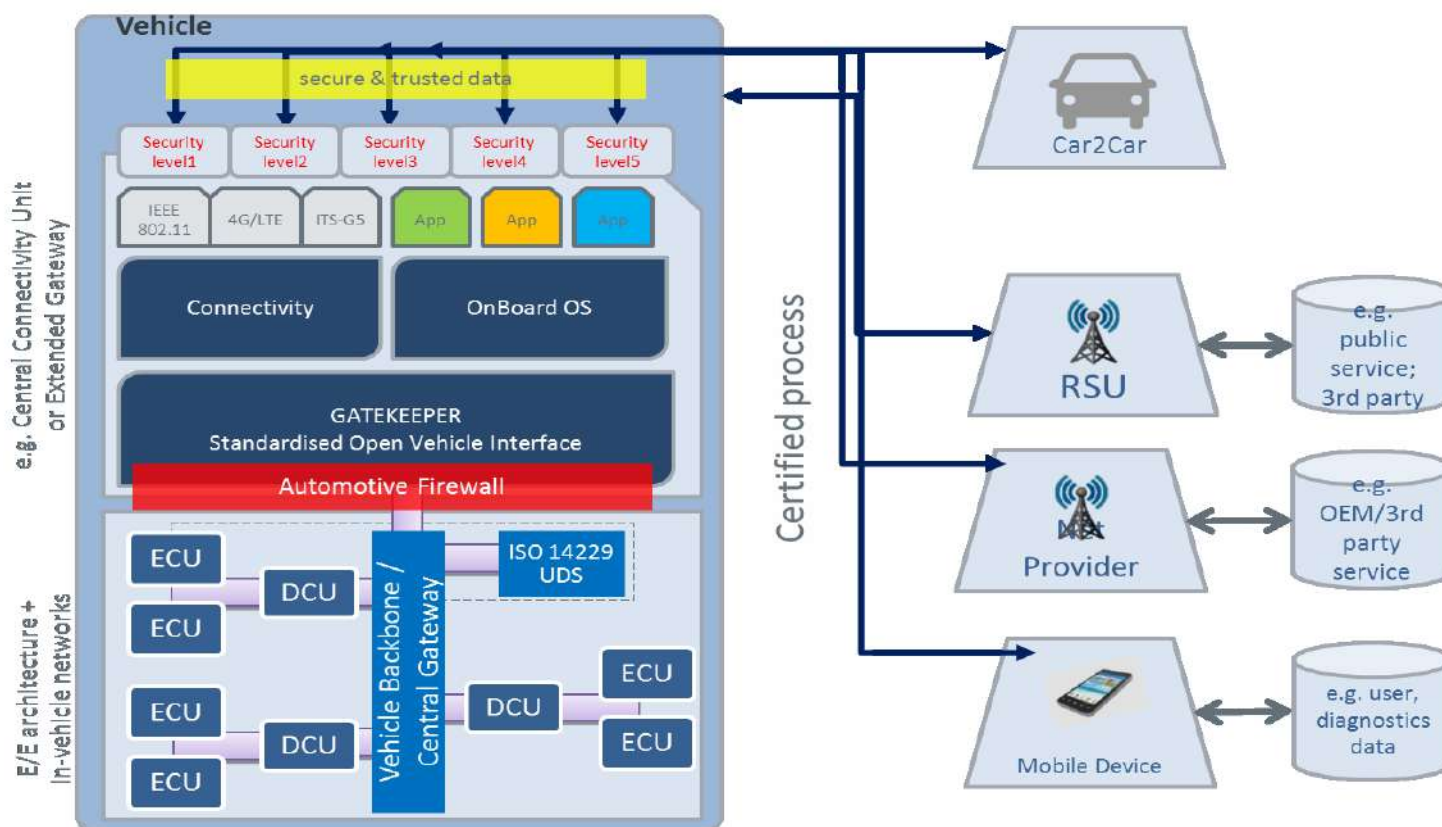 Vehicle
secure & trusted data
Security
level1
Security
level2
Security
level3
Security
level4
Security
level5
IEEE
802.11
4G/LTE
ITS-G5
App
App
App
Connectivity
OnBoard OS
GATEKEEPER
Standardised Open Vehicle Interface
Automotive Firewall
e.g. Central Connectivity Unit
or Extended Gateway
E/E architecture +
In-vehicle networks
ECU
ECU
DCU
ISO 14229
UDS
Vehicle Backbone /
Central Gateway
ECU
ECU
DCU
DCU
ECU
ECU
Certified process
Car2Car
RSU
e.g.
public
service;
3rd party
Provider
e.g.
OEM/3rd
party
service
Mobile Device
e.g. user,
diagnostics
data